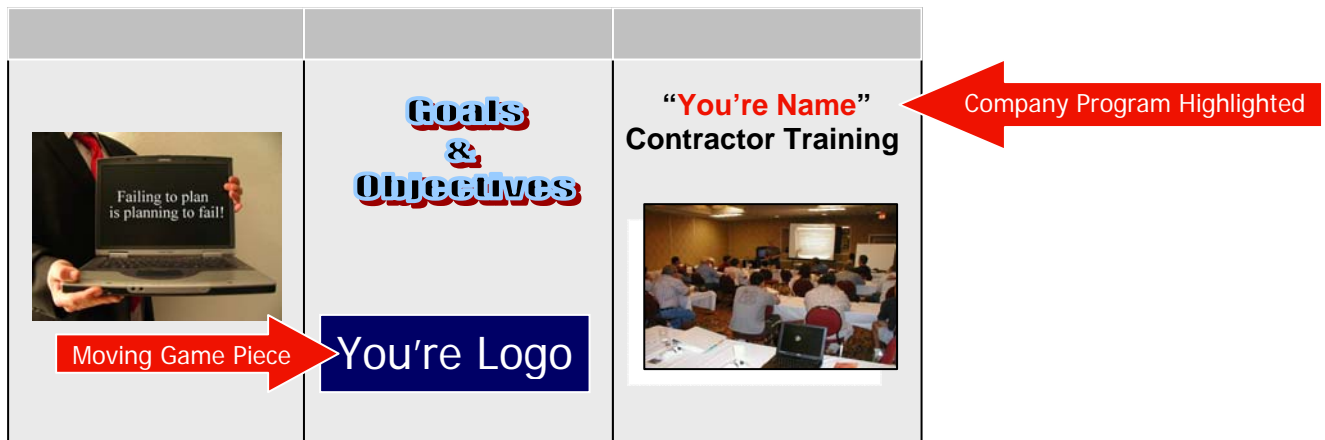 Failing to plan
is planning to fail!
Moving Game Piece
Goals
&
Objectives
You're Logo
“You're Name”
Contractor Training
Company Program Highlighted